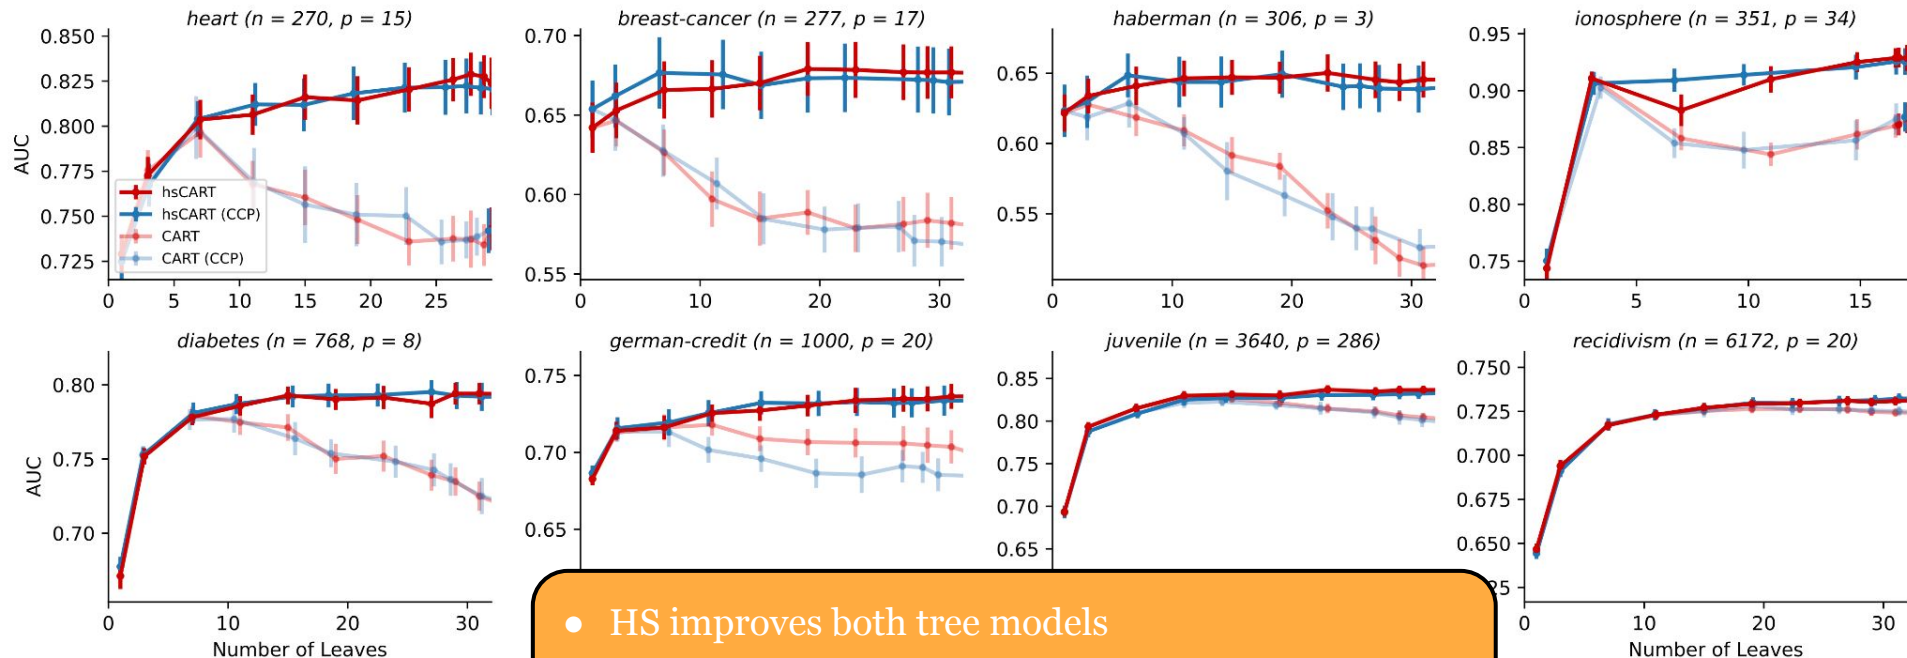 heart (n = 270, p = 15)
breast-cancer (n = 277, p = 17)
haberman (n = 306, p = 3)
ionosphere (n = 351, p = 34)
AUC
0.850
0.825
0.800
0.775
0.750
0.725
hsCART
hsCART (CCP)
CART
CART (CCP)
0 5 10 15 20 25
0.70
0.65
0.60
0.55
0 10 20 30
0.65
0.60
0.55
0 10 20 30
0.95
0.90
0.85
0.80
0.75
0 5 10 15
diabetes (n = 768, p = 8)
german-credit (n = 1000, p = 20)
juvenile (n = 3640, p = 286)
recidivism (n = 6172, p = 20)
AUC
0.80
0.75
0.70
0 10 20 30
Number of Leaves
0.75
0.70
0.65
0.85
0.80
0.75
0.70
0.65
0.750
0.725
0.700
0.675
0.650
25
0 10 20 30
Number of Leaves
● HS improves both tree models